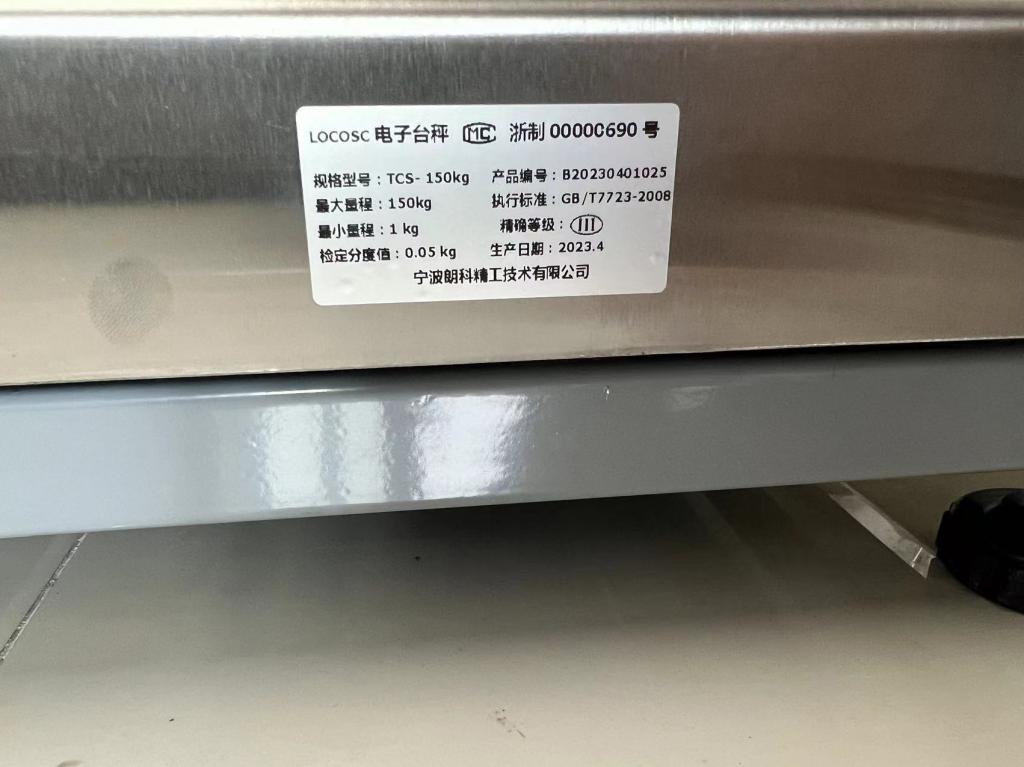 LOCOSC 电子台秤 MC 浙制 00000690 号
规格型号：TCS- 150kg 产品编号：B20230401025
最大量程：150kg 执行标准：GB/T7723-2008
最小量程：1 kg 精确等级：III
检定分度值：0.05 kg 生产日期：2023.4
宁波朗科精工技术有限公司